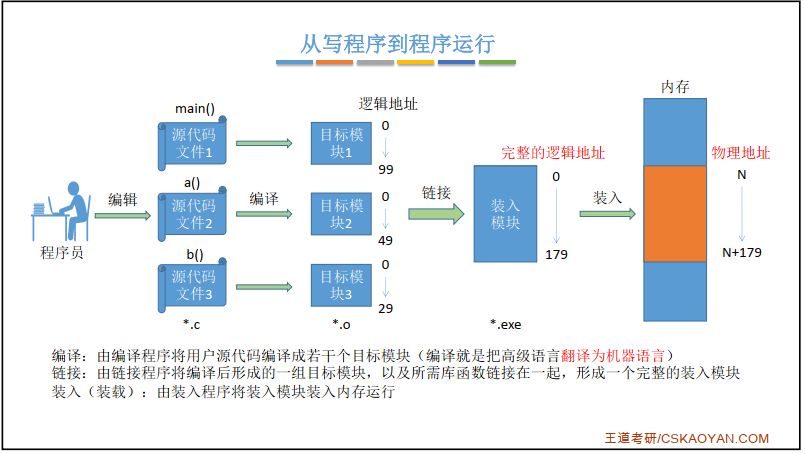 从写程序到程序运行
内存
main()
逻辑地址
源代码
文件1
目标模
块1
0
99
完整的逻辑地址
物理地址
a()
0
编辑
源代码
文件2
编译
目标模
块2
0
49
链接
装入
模块
179
装入
N
N+179
程序员
b()
源代码
文件3
目标模
块3
0
29
*.c
*.o
*.exe
编译：由编译程序将用户源代码编译成若干个目标模块（编译就是把高级语言翻译为机器语言）
链接：由链接程序将编译后形成的一组目标模块，以及所需库函数链接在一起，形成一个完整的装入模块
装入（装载）：由装入程序将装入模块装入内存运行
王道考研/CSKAOYAN.COM